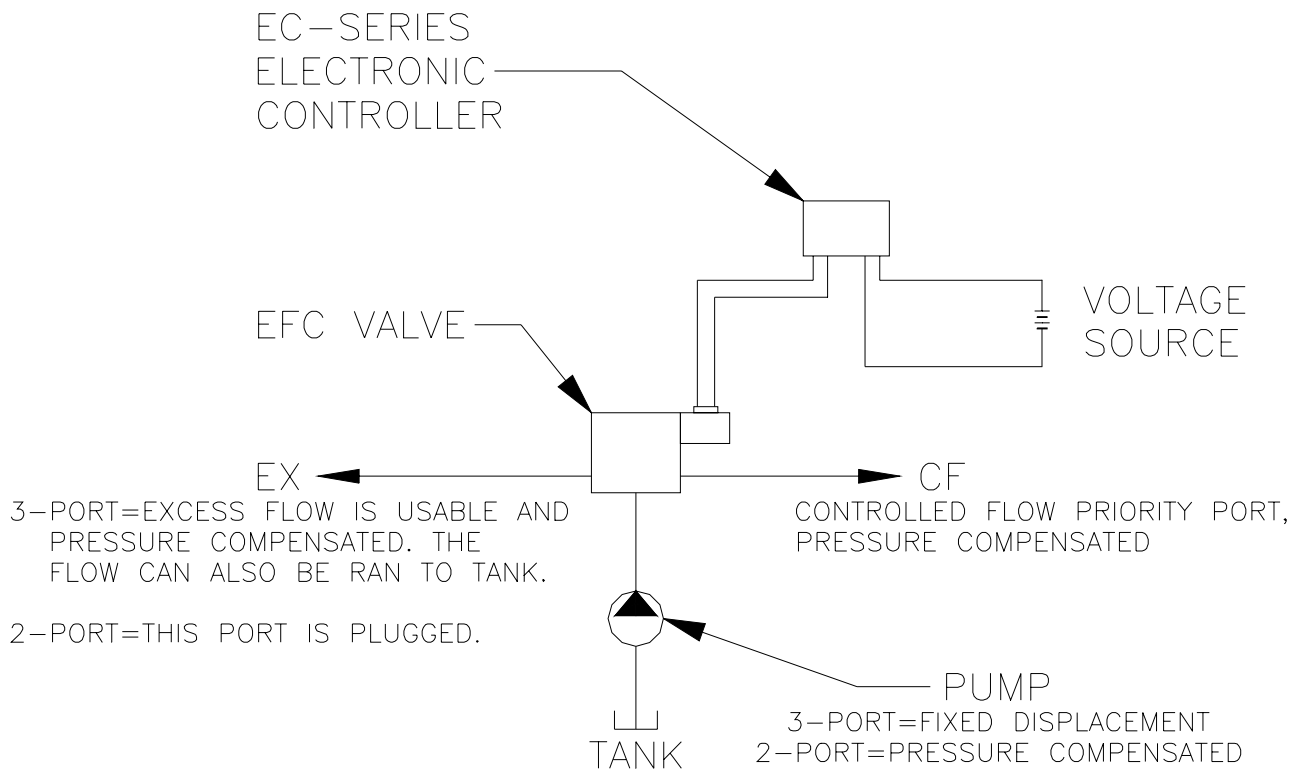 EC-SERIES
ELECTRONIC
CONTROLLER
VOLTAGE
SOURCE
EFC VALVE
EX
3-PORT=EXCESS FLOW IS USABLE AND
PRESSURE COMPENSATED. THE
FLOW CAN ALSO BE RAN TO TANK.
2-PORT=THIS PORT IS PLUGGED.
CF
CONTROLLED FLOW PRIORITY PORT,
PRESSURE COMPENSATED
PUMP
3-PORT=FIXED DISPLACEMENT
2-PORT=PRESSURE COMPENSATED
TANK